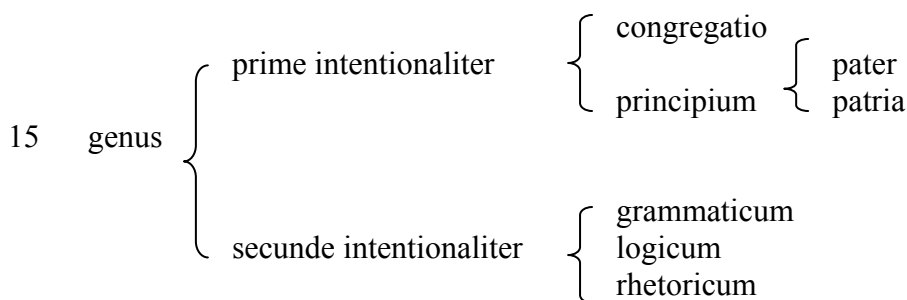 congregatio
prime intentionaliter pater
principium patria
15 genus
grammaticum
secunde intentionaliter logicum
rhetoricum